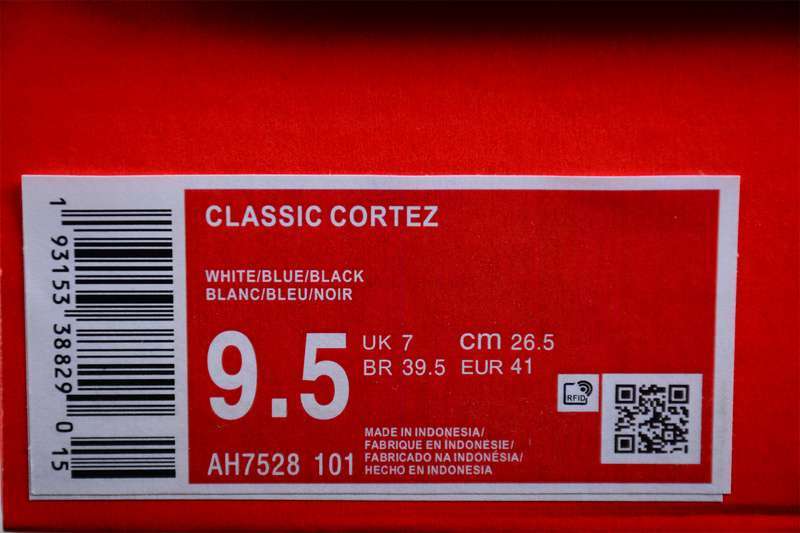 1 93153 38829 0 15
CLASSIC CORTEZ
WHITE/BLUE/BLACK
BLANC/BLEU/NOIR
9.5
UK 7 cm 26.5
BR 39.5 EUR 41
RFID
AH7528 101
MADE IN INDONESIA/
FABRIQUE EN INDONESIE/
FABRICADO NA INDONESIA/
HECHO EN INDONESIA